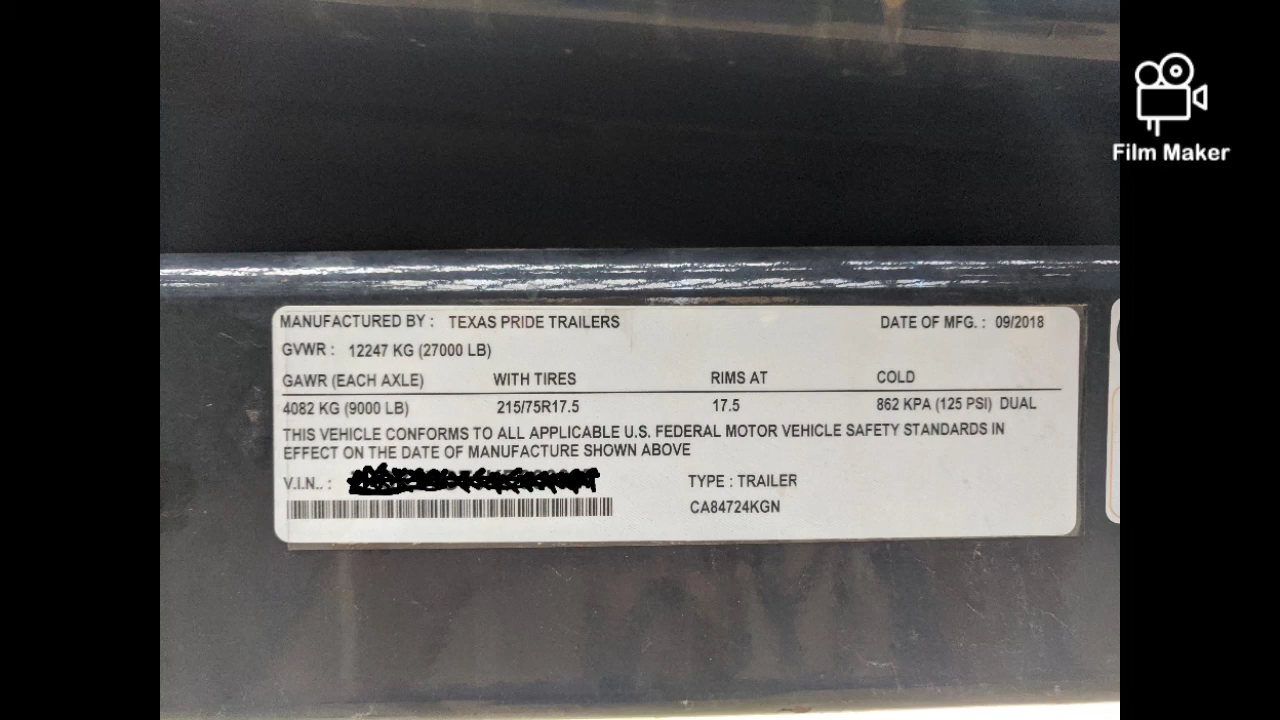 Film Maker
MANUFACTURED BY : TEXAS PRIDE TRAILERS DATE OF MFG. : 09/2018
GVWR : 12247 KG (27000 LB)
GAWR (EACH AXLE) WITH TIRES RIMS AT COLD
4082 KG (9000 LB) 215/75R17.5 17.5 862 KPA (125 PSI) DUAL
THIS VEHICLE CONFORMS TO ALL APPLICABLE U.S. FEDERAL MOTOR VEHICLE SAFETY STANDARDS IN
EFFECT ON THE DATE OF MANUFACTURE SHOWN ABOVE
V.I.N.. : TYPE : TRAILER
CA84724KGN